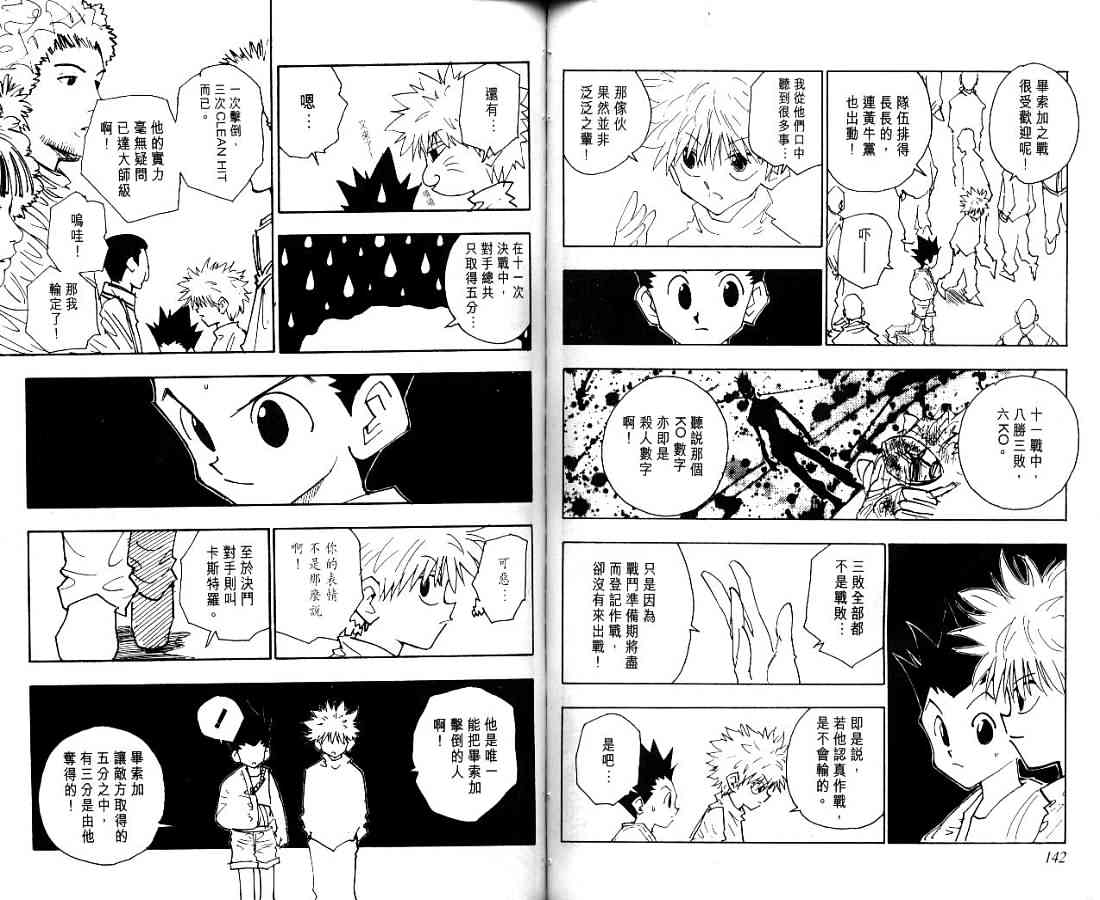 畢索加之戰
很受歡迎呢！
隊伍排得
長長的，
連黃牛黨
也出動！
吓——
我從他們口中
聽到很多事…
那傢伙
果然並非
泛泛之輩！
十一戰中，
八勝三敗，
六KO。
聽説那個
KO數字
亦即是
殺人數字
啊！
三敗全部都
不是戰敗…
只是因為
戰鬥準備期將盡
而登記作戰，
卻沒有來出戰！
即是説，
若他認真作戰，
是不會輸的。
是吧…
142
還有…
嗯…
在十一次
決戰中，
對手總共
只取得五分…
一次擊倒，
三次CLEAN HIT
而已。
他的實力
毫無疑問
已達大師級
啊！
嗚哇！
那我
輸定了！
可惡…
你的表情
不是那麼説
啊！
至於決鬥
對手則叫
卡斯特羅。
他是唯一
能把畢索加
擊倒的人
啊！
！
畢索加
讓敵方取得的
五分之中，
有三分是由他
奪得的！